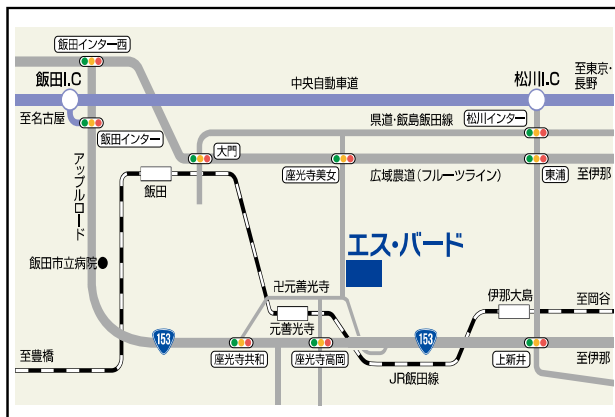 飯田インター西
飯田I.C
中央自動車道
松川I.C
至東京・
長野
至名古屋
飯田インター
県道・飯島飯田線
松川インター
大門
アップルロード
飯田
座光寺美女
広域農道(フルーツライン)
東浦
至伊那
エス・バード
飯田市立病院
卍元善光寺
元善光寺
伊那大島
至岡谷
153
153
至豊橋
座光寺共和
座光寺高岡
上新井
至伊那
JR飯田線